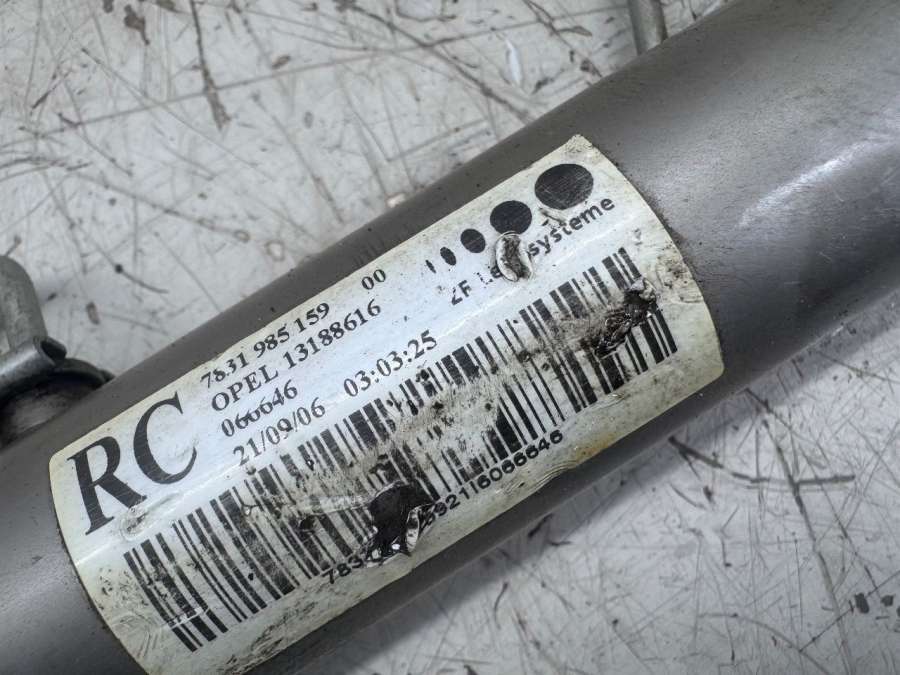 ZF systeme
7831 985 159 00
OPEL 13188616
066646
21/09/06 03:03:25
RC